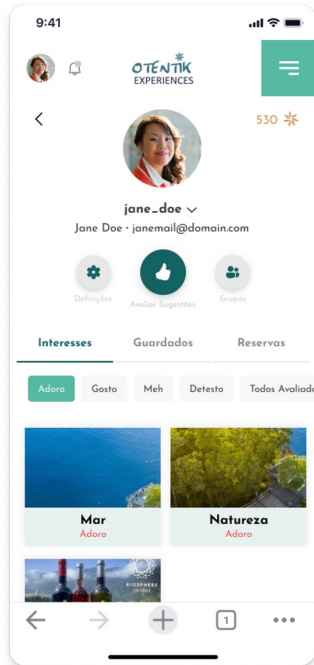 9:41
OTENTIK
EXPERIENCES
530
jane_doe
Jane Doe • janemail@domain.com
Definições
Avaliar Sugestões
Grupos
Interesses Guardados Reservas
Adoro Gosto Meh Detesto Todos Avaliado
Mar
Adoro
Natureza
Adoro
BIOSPHERE
1